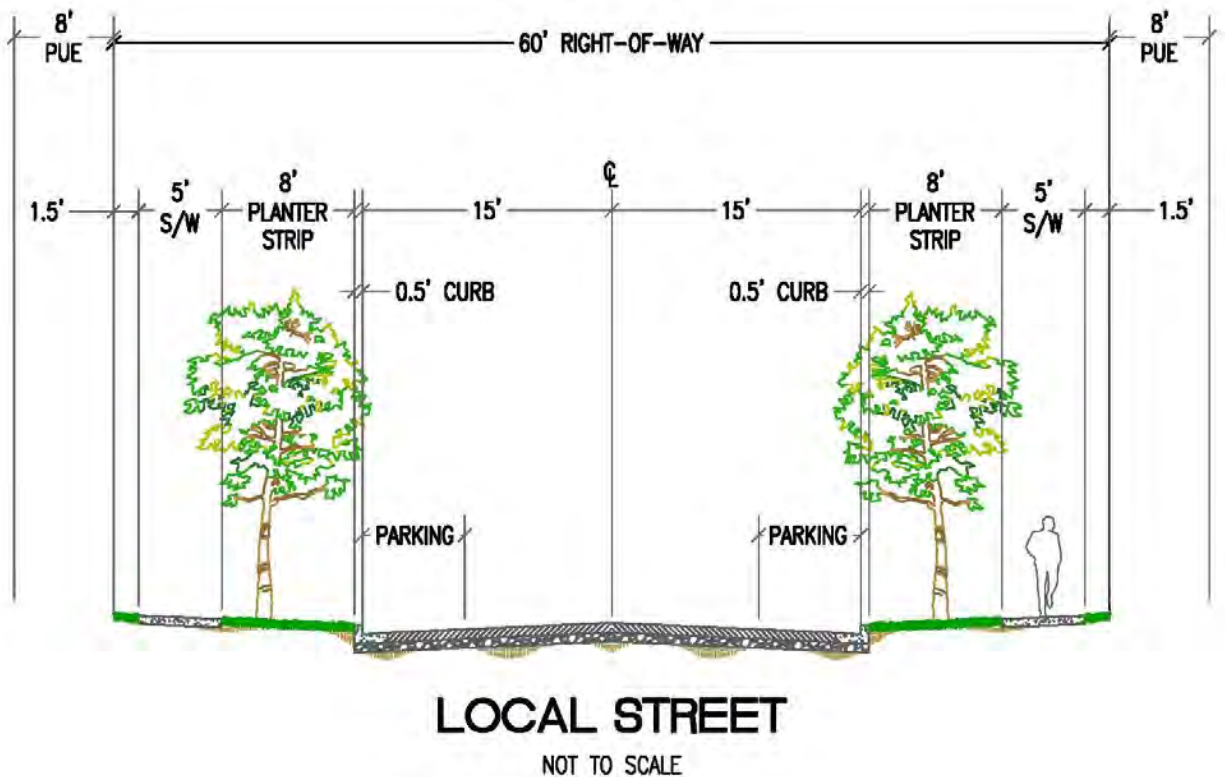 8'
PUE
60' RIGHT-OF-WAY
8'
PUE
1.5'
5'
S/W
8'
PLANTER
STRIP
15'
℄
15'
8'
PLANTER
STRIP
5'
S/W
1.5'
0.5' CURB
0.5' CURB
PARKING
PARKING
LOCAL STREET
NOT TO SCALE